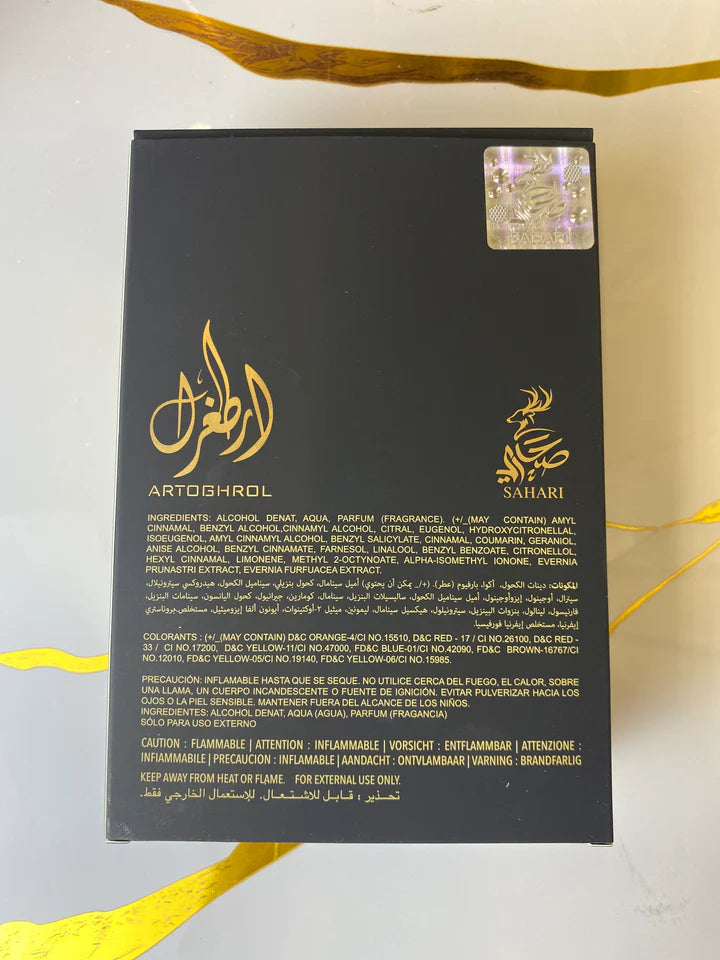 SAHARI
ارطغرل
ARTOGHROL
صحاري
SAHARI
INGREDIENTS: ALCOHOL DENAT, AQUA, PARFUM (FRAGRANCE). (+/_(MAY CONTAIN) AMYL
CINNAMAL, BENZYL ALCOHOL,CINNAMYL ALCOHOL, CITRAL, EUGENOL, HYDROXYCITRONELLAL,
ISOEUGENOL, AMYL CINNAMYL ALCOHOL, BENZYL SALICYLATE, CINNAMAL, COUMARIN, GERANIOL,
ANISE ALCOHOL, BENZYL CINNAMATE, FARNESOL, LINALOOL, BENZYL BENZOATE, CITRONELLOL,
HEXYL CINNAMAL, LIMONENE, METHYL 2-OCTYNOATE, ALPHA-ISOMETHYL IONONE, EVERNIA
PRUNASTRI EXTRACT, EVERNIA FURFUACEA EXTRACT.
المكونات: دينات الكحول، أكوا، بارفيوم (عطر). (+/_ يمكن أن يحتوي) أميل سينامال، كحول بنزيلي، سيناميل الكحول، هيدروكسي سيترونيلال،
سيترال، أوجينول، إيزوأوجينول، أميل سيناميل الكحول، ساليسيلات البنزيل، سينامال، كومارين، جيرانيول، كحول اليانسون، سينامات البنزيل،
فارنيسول، لينالول، بنزوات البينزيل، سيترونيلول، هيكسيل سينامال، ليمونين، ميثيل ٢-أوكتينوات، أيونون ألفا إيزوميثيل، مستخلص بروناستري
إيفرنيا، مستخلص إيفرنيا فورفيسيا.
COLORANTS : (+/_(MAY CONTAIN) D&C ORANGE-4/CI NO.15510, D&C RED - 17 / CI NO.26100, D&C RED -
33 / CI NO.17200, D&C YELLOW-11/CI NO.47000, FD&C BLUE-01/CI NO.42090, FD&C BROWN-16767/CI
NO.12010, FD&C YELLOW-05/CI NO.19140, FD&C YELLOW-06/CI NO.15985.
PRECAUCIÓN: INFLAMABLE HASTA QUE SE SEQUE. NO UTILICE CERCA DEL FUEGO, EL CALOR, SOBRE
UNA LLAMA, UN CUERPO INCANDESCENTE O FUENTE DE IGNICIÓN. EVITAR PULVERIZAR HACIA LOS
OJOS O LA PIEL SENSIBLE. MANTENER FUERA DEL ALCANCE DE LOS NIÑOS.
INGREDIENTES: ALCOHOL DENAT, AQUA (AGUA), PARFUM (FRAGANCIA)
SÓLO PARA USO EXTERNO
CAUTION : FLAMMABLE | ATTENTION : INFLAMMABLE | VORSICHT : ENTFLAMMBAR | ATTENZIONE :
INFIAMMABILE | PRECAUCION : INFLAMABLE | AANDACHT : ONTVLAMBAAR | VARNING : BRANDFARLIG
KEEP AWAY FROM HEAT OR FLAME. FOR EXTERNAL USE ONLY.
تحذير : قابل للاشتعال. للإستعمال الخارجي فقط.